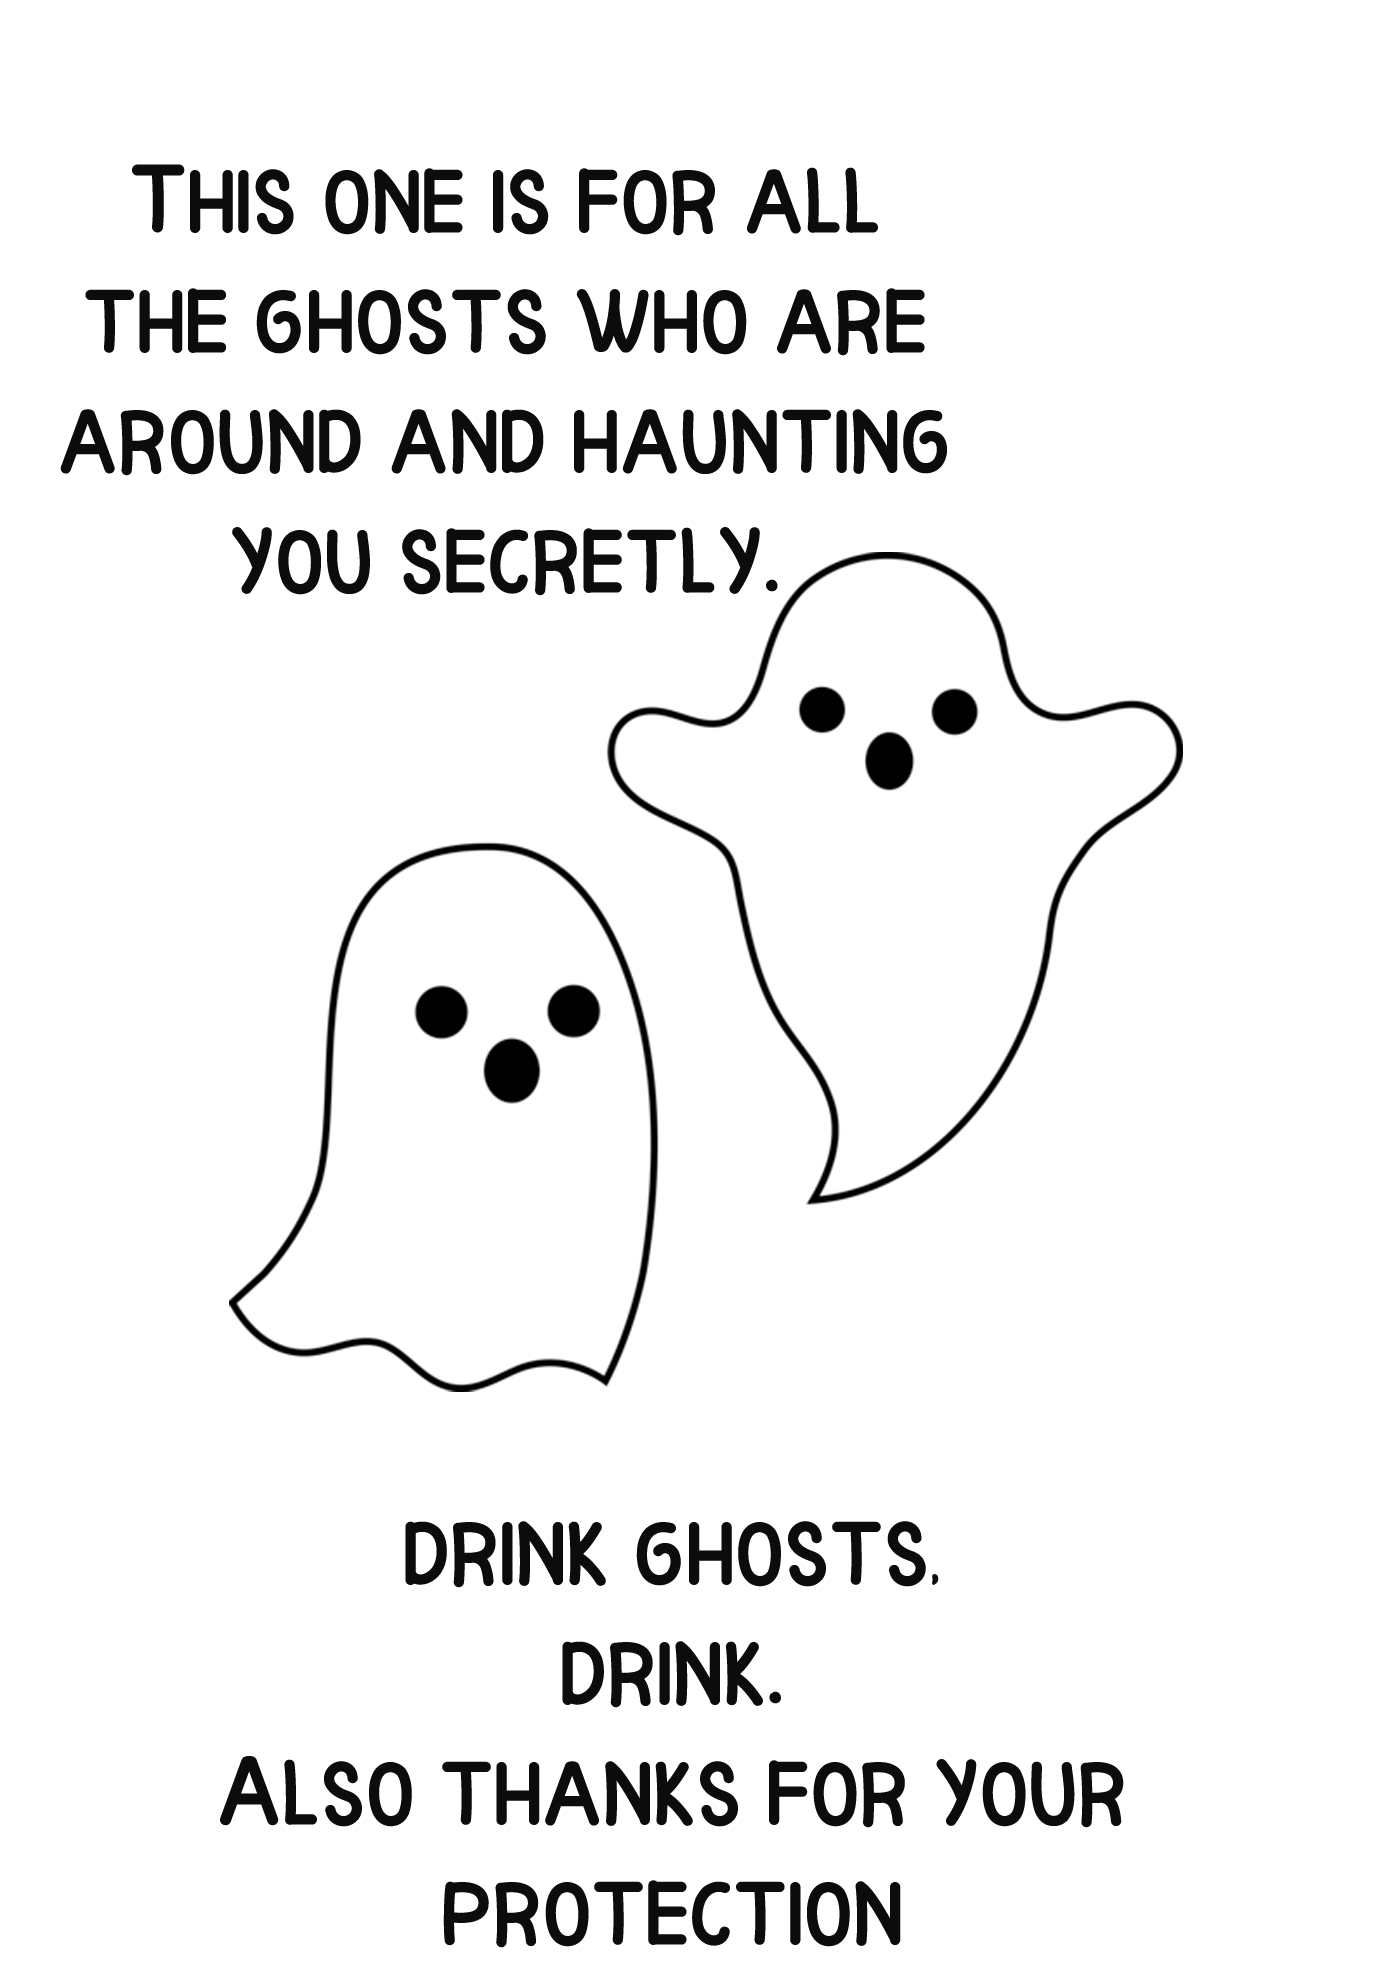 This one is for all
the ghosts who are
around and haunting
you secretly.
Drink ghosts,
drink.
Also thanks for your
protection